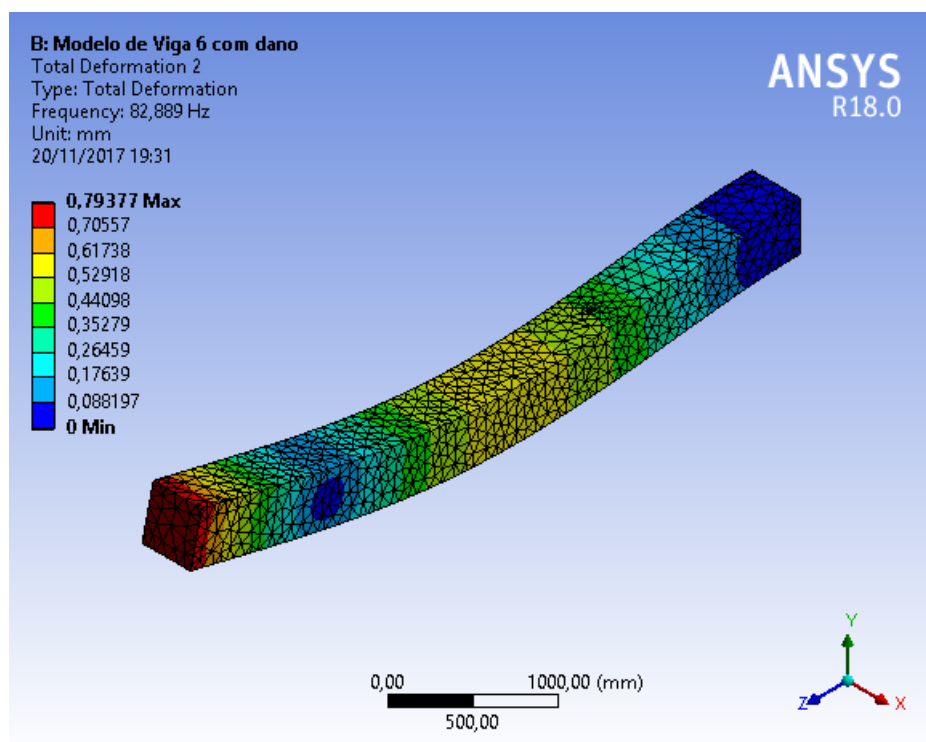 B: Modelo de Viga 6 com dano
Total Deformation 2
Type: Total Deformation
Frequency: 82,889 Hz
Unit: mm
20/11/2017 19:31
ANSYS
R18.0
0,79377 Max
0,70557
0,61738
0,52918
0,44098
0,35279
0,26459
0,17639
0,088197
0 Min
0,00
1000,00 (mm)
500,00
Y
Z
X